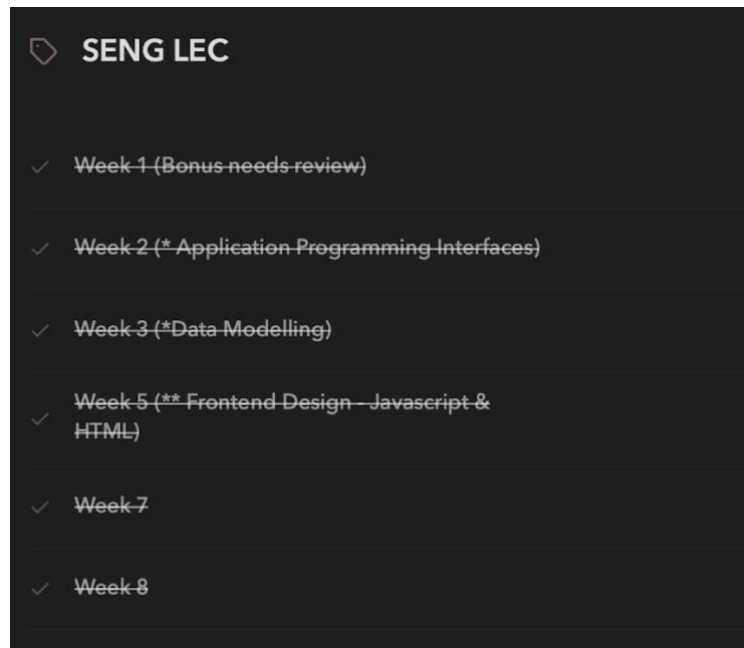 SENG LEC
Week 1 (Bonus needs review)
Week 2 (* Application Programming Interfaces)
Week 3 (*Data Modelling)
Week 5 (** Frontend Design - Javascript &
HTML)
Week 7
Week 8